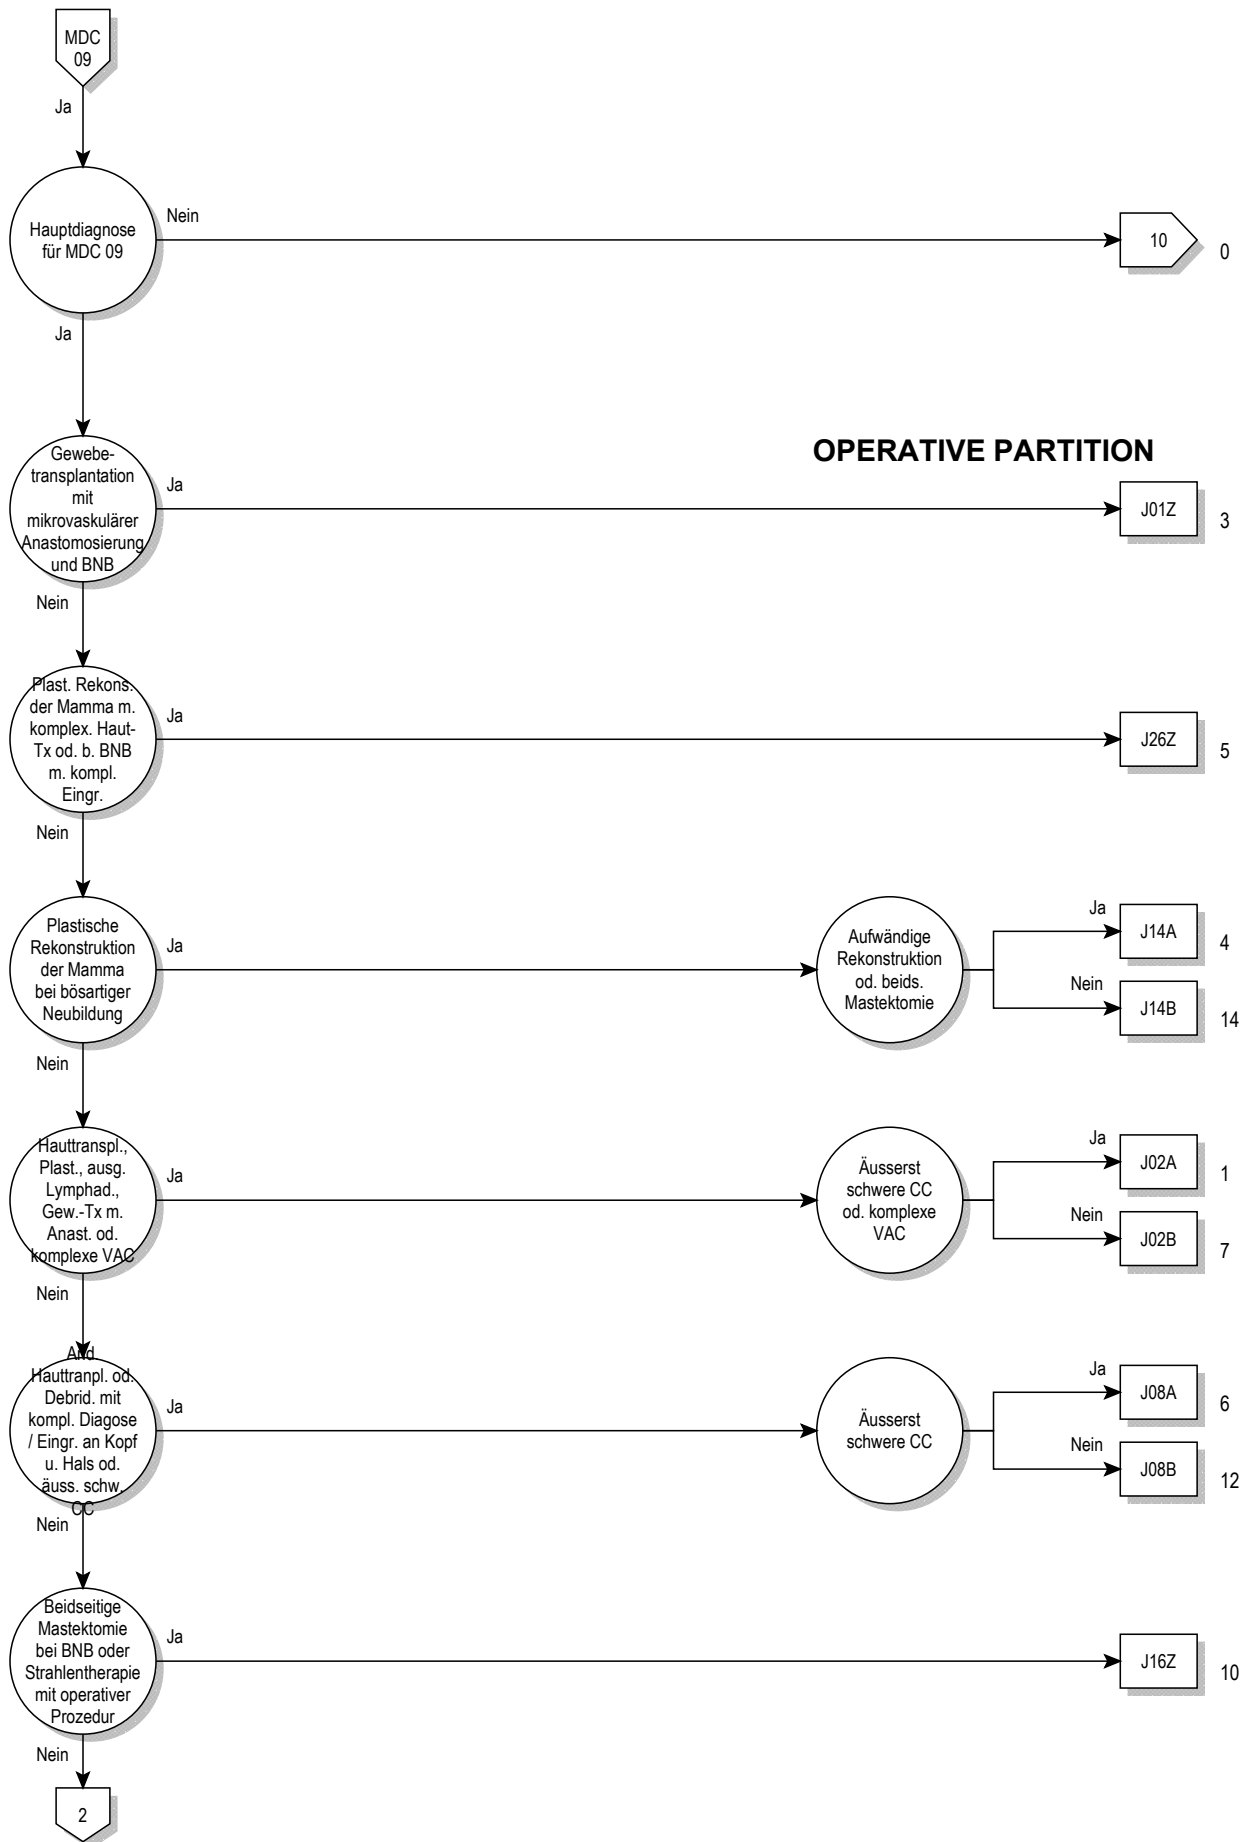 MDC
09
Ja
Hauptdiagnose
für MDC 09
Nein
10
0
Ja
OPERATIVE PARTITION
Gewebe-
transplantation
mit
mikrovaskulärer
Anastomosierung
und BNB
Ja
J01Z
3
Nein
Plast. Rekons.
der Mamma m.
komplex. Haut-
Tx od. b. BNB
m. kompl.
Eingr.
Ja
J26Z
5
Nein
Plastische
Rekonstruktion
der Mamma
bei bösartiger
Neubildung
Ja
Aufwändige
Rekonstruktion
od. beids.
Mastektomie
Ja
J14A
4
Nein
J14B
14
Nein
Hauttranspl.,
Plast., ausg.
Lymphad.,
Gew.-Tx m.
Anast. od.
komplexe VAC
Ja
Äusserst
schwere CC
od. komplexe
VAC
Ja
J02A
1
Nein
J02B
7
Nein
And.
Hauttranpl. od.
Debrid. mit
kompl. Diagose
/ Eingr. an Kopf
u. Hals od.
äuss. schw.
CC
Ja
Äusserst
schwere CC
Ja
J08A
6
Nein
J08B
12
Nein
Beidseitige
Mastektomie
bei BNB oder
Strahlentherapie
mit operativer
Prozedur
Ja
J16Z
10
Nein
2